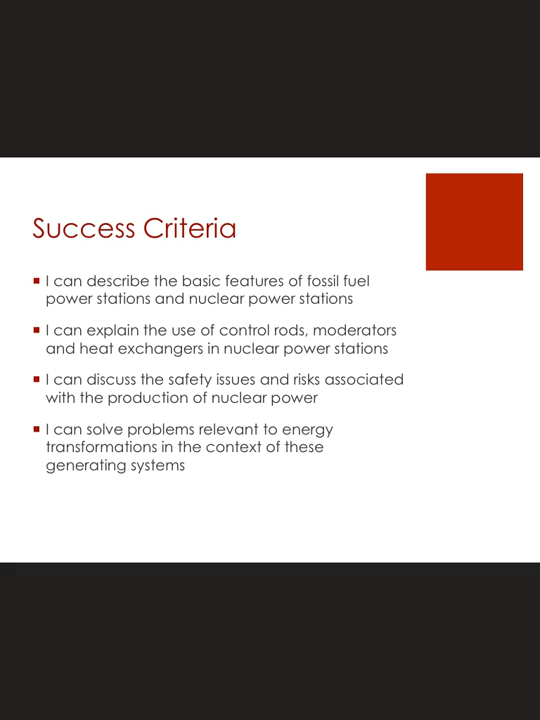 Success Criteria
I can describe the basic features of fossil fuel
power stations and nuclear power stations
I can explain the use of control rods, moderators
and heat exchangers in nuclear power stations
I can discuss the safety issues and risks associated
with the production of nuclear power
I can solve problems relevant to energy
transformations in the context of these
generating systems